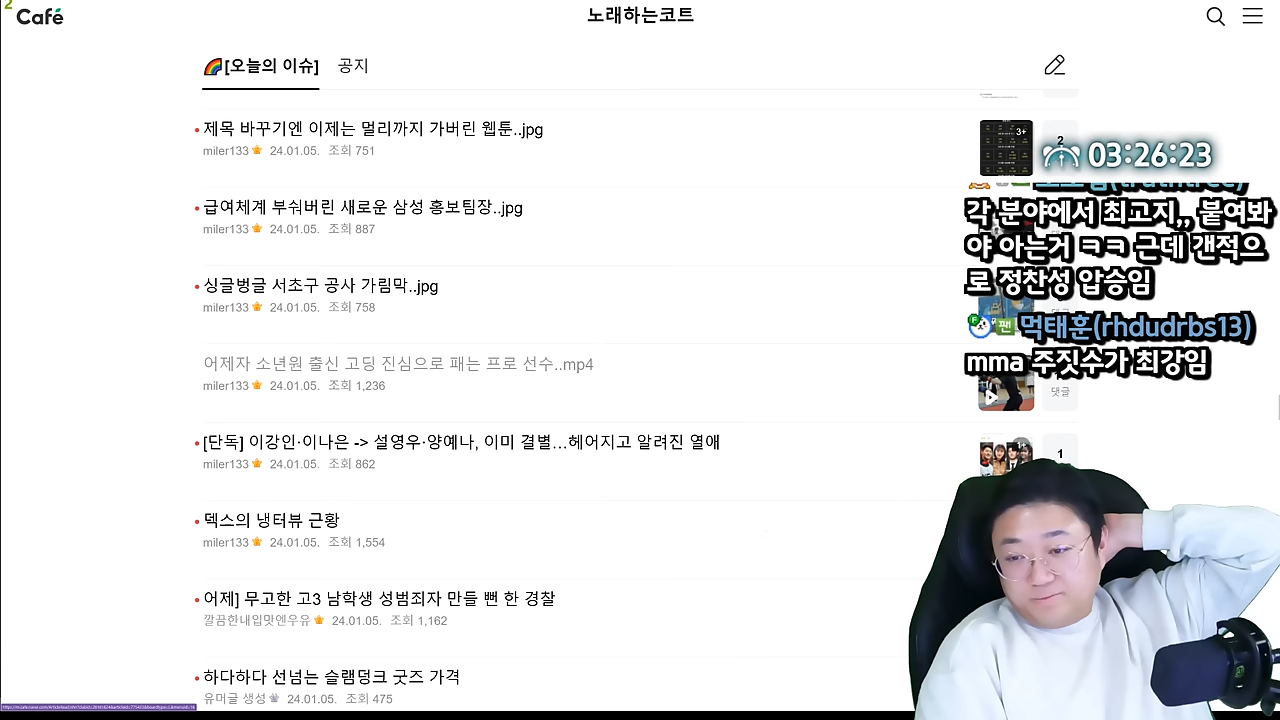 2
Café
노래하는코트
🌈[오늘의 이슈]
공지
제목 바꾸기엔 이제는 멀리까지 가버린 웹툰..jpg
miler133 24.01.05. 조회 751
3+
2
03:26:23
급여체계 부숴버린 새로운 삼성 홍보팀장..jpg
miler133 24.01.05. 조회 887
각 분야에서 최고지,, 붙여봐
야 아는거 ㅋㅋ 근데 갠적으
로 정찬성 압승임
싱글벙글 서초구 공사 가림막..jpg
miler133 24.01.05. 조회 758
팬 먹태훈(rhdudrbs13)
mma 주짓수가 최강임
어제자 소년원 출신 고딩 진심으로 패는 프로 선수..mp4
miler133 24.01.05. 조회 1,236
댓글
[단독] 이강인·이나은 -> 설영우·양예나, 이미 결별…헤어지고 알려진 열애
miler133 24.01.05. 조회 862
1+
1
덱스의 냉터뷰 근황
miler133 24.01.05. 조회 1,554
어제] 무고한 고3 남학생 성범죄자 만들 뻔 한 경찰
깔끔한내입맛엔우유 24.01.05. 조회 1,162
하다하다 선넘는 슬램덩크 굿즈 가격
유머글 생성 24.01.05. 조회 475